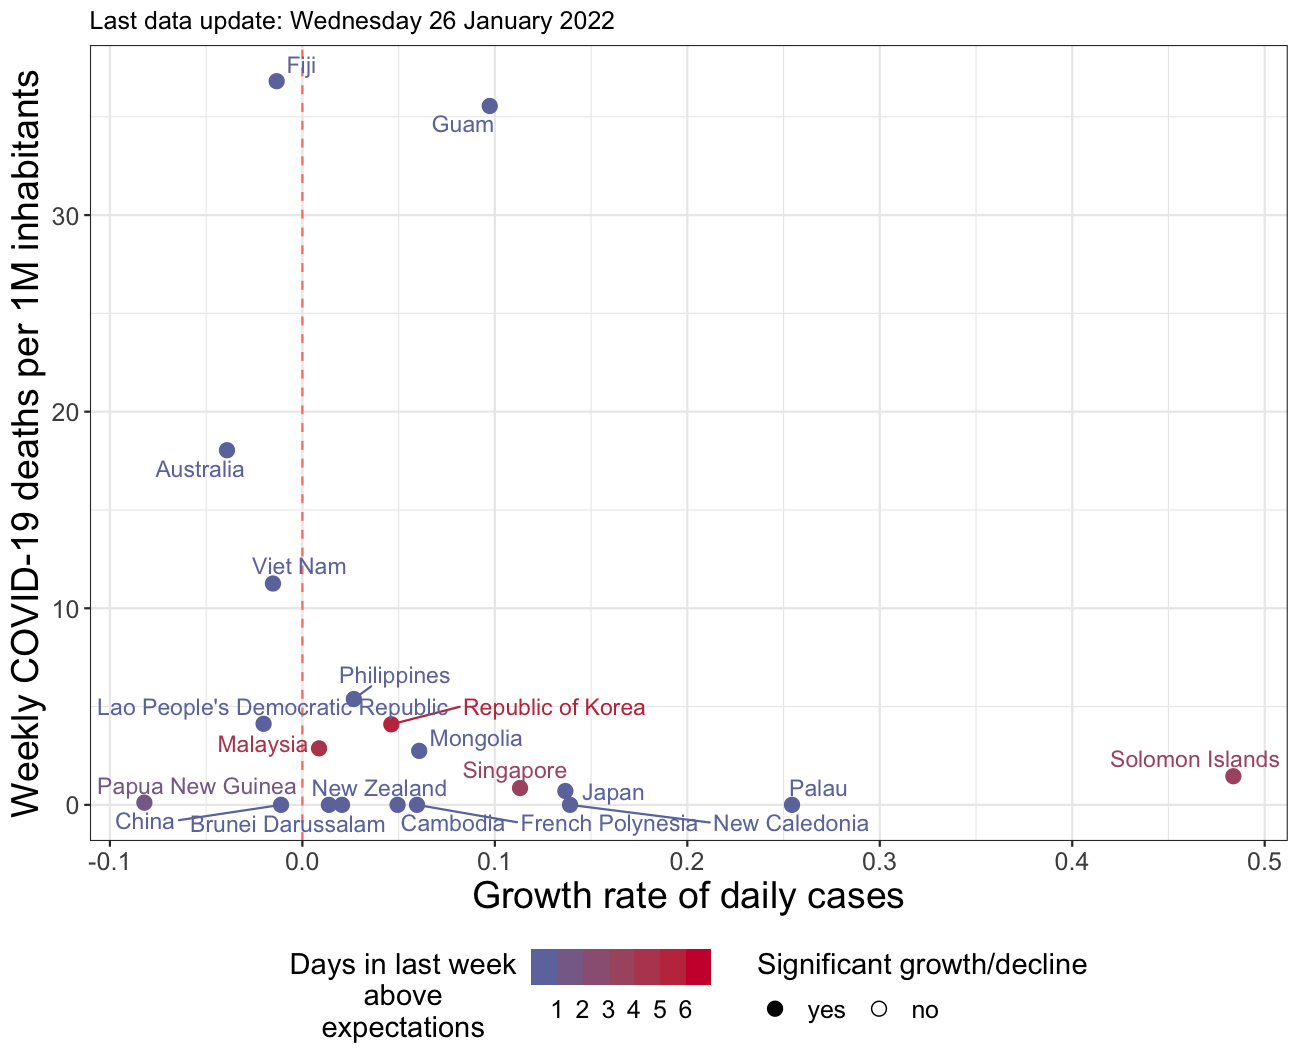 Last data update: Wednesday 26 January 2022
Weekly COVID-19 deaths per 1M inhabitants
30
20
10
0
Fiji
Guam
Australia
Viet Nam
Philippines
Lao People's Democratic Republic
Republic of Korea
Malaysia
Mongolia
Solomon Islands
Singapore
Papua New Guinea
New Zealand
Japan
Palau
China
Brunei Darussalam
Cambodia
French Polynesia
New Caledonia
-0.1 0.0 0.1 0.2 0.3 0.4 0.5
Growth rate of daily cases
Days in last week
above
expectations
1 2 3 4 5 6
Significant growth/decline
yes no